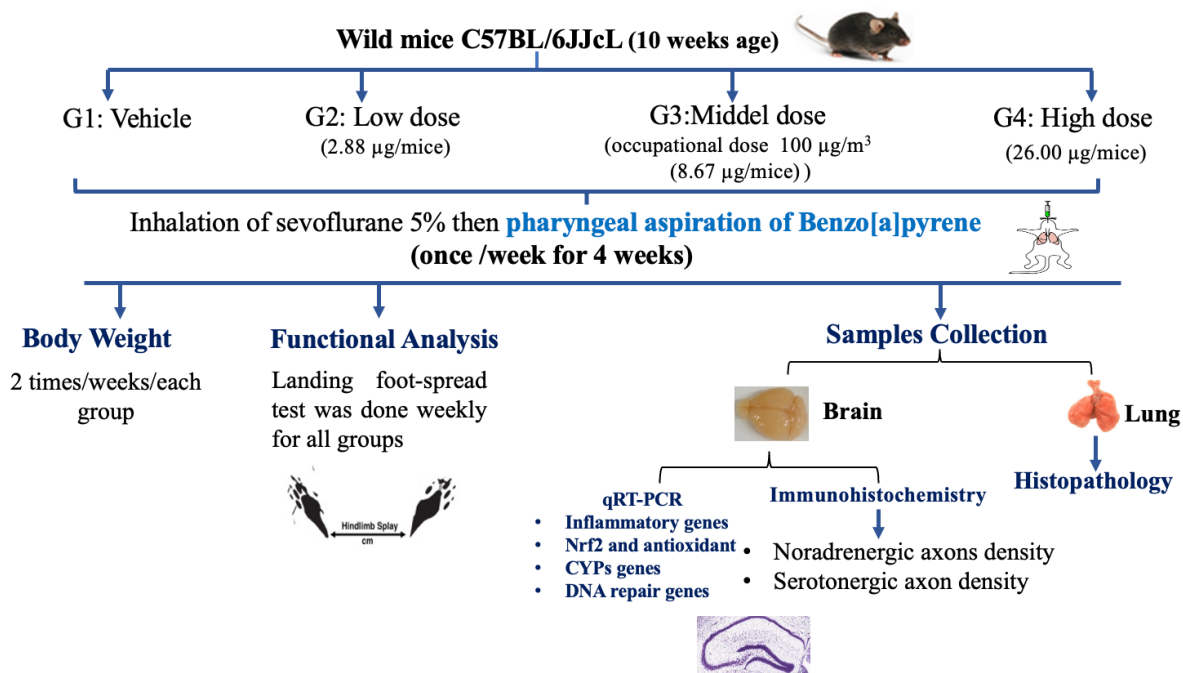 Wild mice C57BL/6JJcL (10 weeks age)
G1: Vehicle
G2: Low dose
(2.88 µg/mice)
G3:Middel dose
(occupational dose 100 µg/m³
(8.67 µg/mice) )
G4: High dose
(26.00 µg/mice)
Inhalation of sevoflurane 5% then pharyngeal aspiration of Benzo[a]pyrene
(once /week for 4 weeks)
Body Weight
2 times/weeks/each
group
Functional Analysis
Landing foot-spread
test was done weekly
for all groups
Hindlimb Splay
cm
Samples Collection
Brain
Lung
qRT-PCR
• Inflammatory genes
• Nrf2 and antioxidant
• CYPs genes
• DNA repair genes
Immunohistochemistry
• Noradrenergic axons density
• Serotonergic axon density
Histopathology